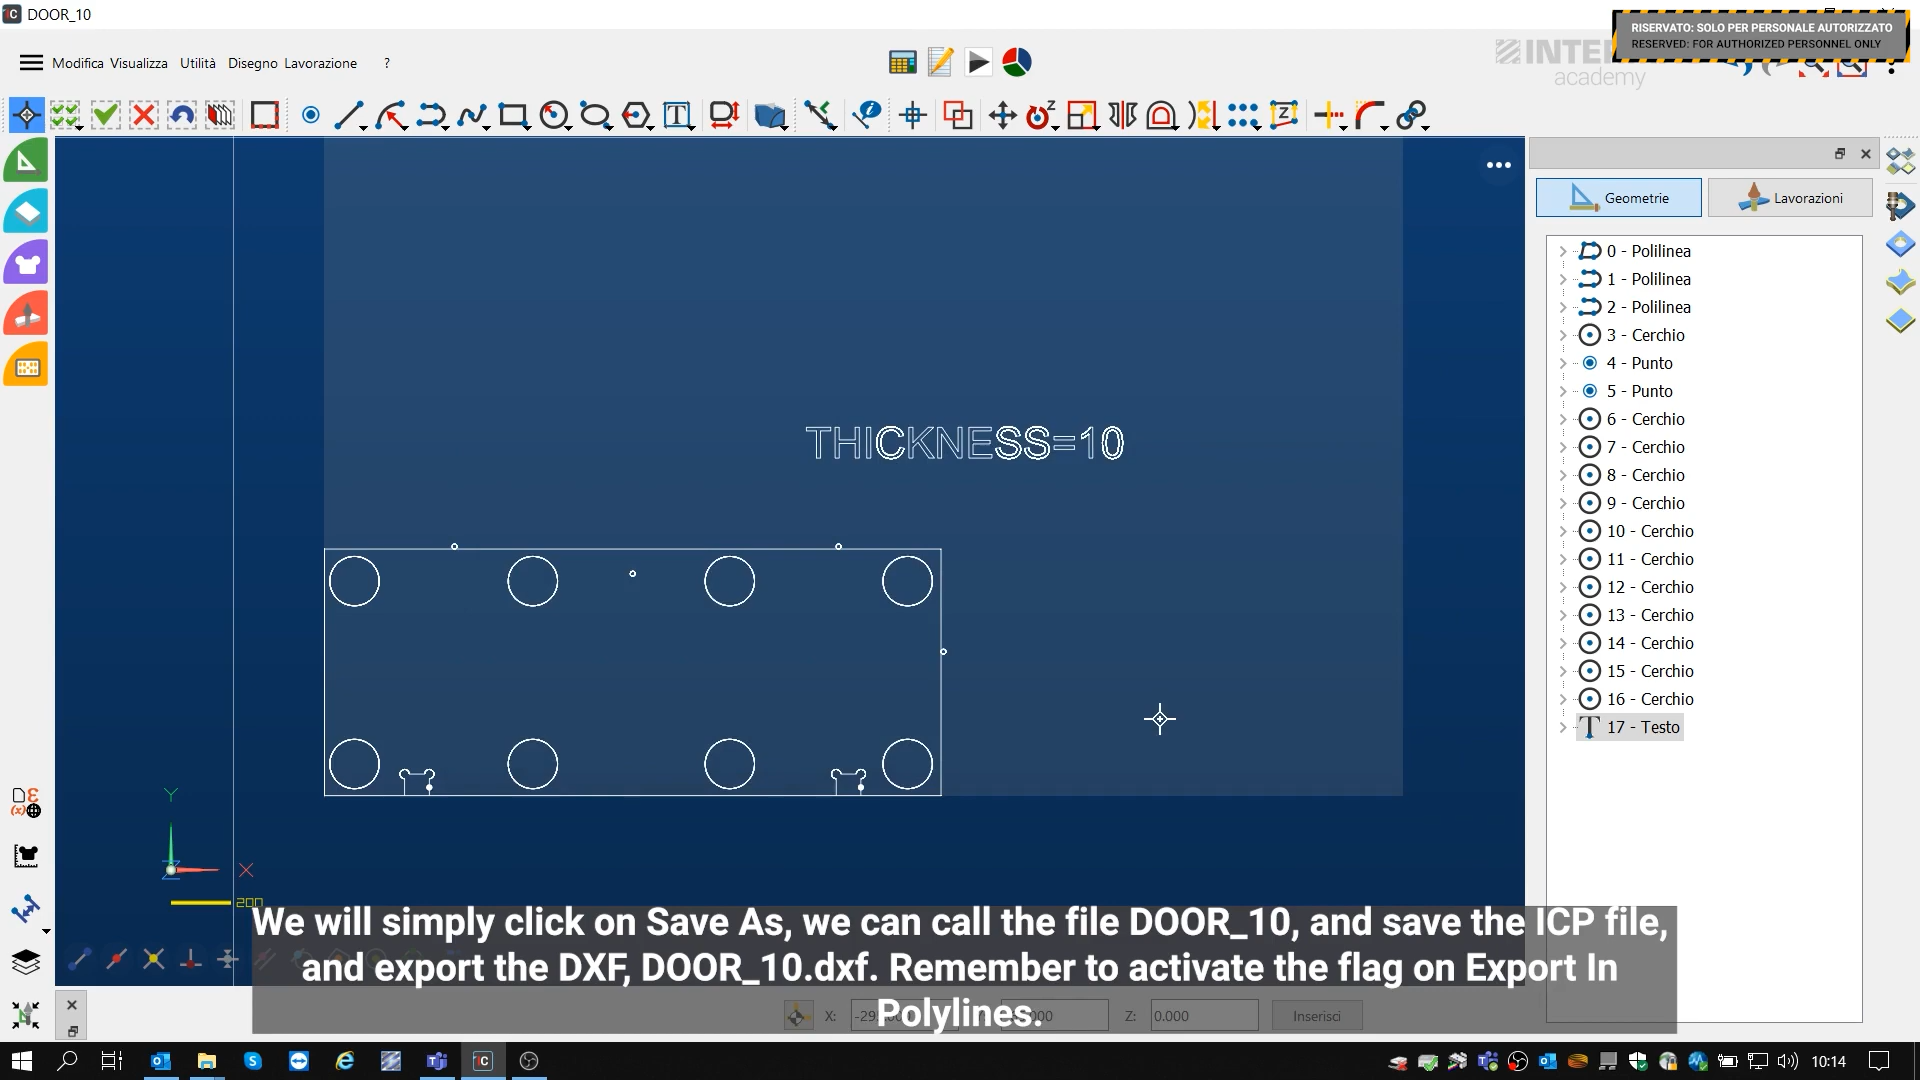 DOOR_10
RISERVATO: SOLO PER PERSONALE AUTORIZZATO
RESERVED: FOR AUTHORIZED PERSONNEL ONLY
Modifica Visualizza Utilità Disegno Lavorazione ?
academy
Geometrie Lavorazioni
0 - Polilinea
1 - Polilinea
2 - Polilinea
3 - Cerchio
4 - Punto
5 - Punto
6 - Cerchio
7 - Cerchio
8 - Cerchio
9 - Cerchio
10 - Cerchio
11 - Cerchio
12 - Cerchio
13 - Cerchio
14 - Cerchio
15 - Cerchio
16 - Cerchio
17 - Testo
THICKNESS=10
Y
X
Z
200
We will simply click on Save As, we can call the file DOOR_10, and save the ICP file,
and export the DXF, DOOR_10.dxf. Remember to activate the flag on Export In
Polylines.
X: Z: 0.000 Inserisci
10:14